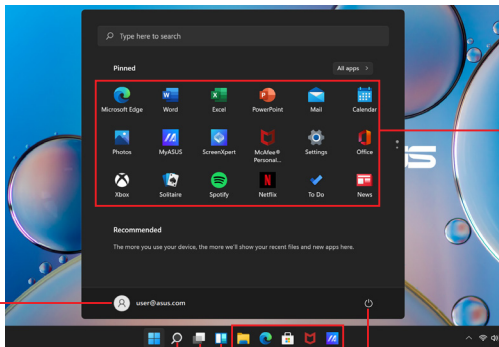 Type here to search
Pinned
All apps >
Microsoft Edge
Word
Excel
PowerPoint
Mail
Calendar
Photos
MyASUS
ScreenXpert
McAfee®
Personal...
Settings
Office
Xbox
Solitaire
Spotify
Netflix
To Do
News
Recommended
The more you use your device, the more we'll show your recent files and new apps here.
user@asus.com